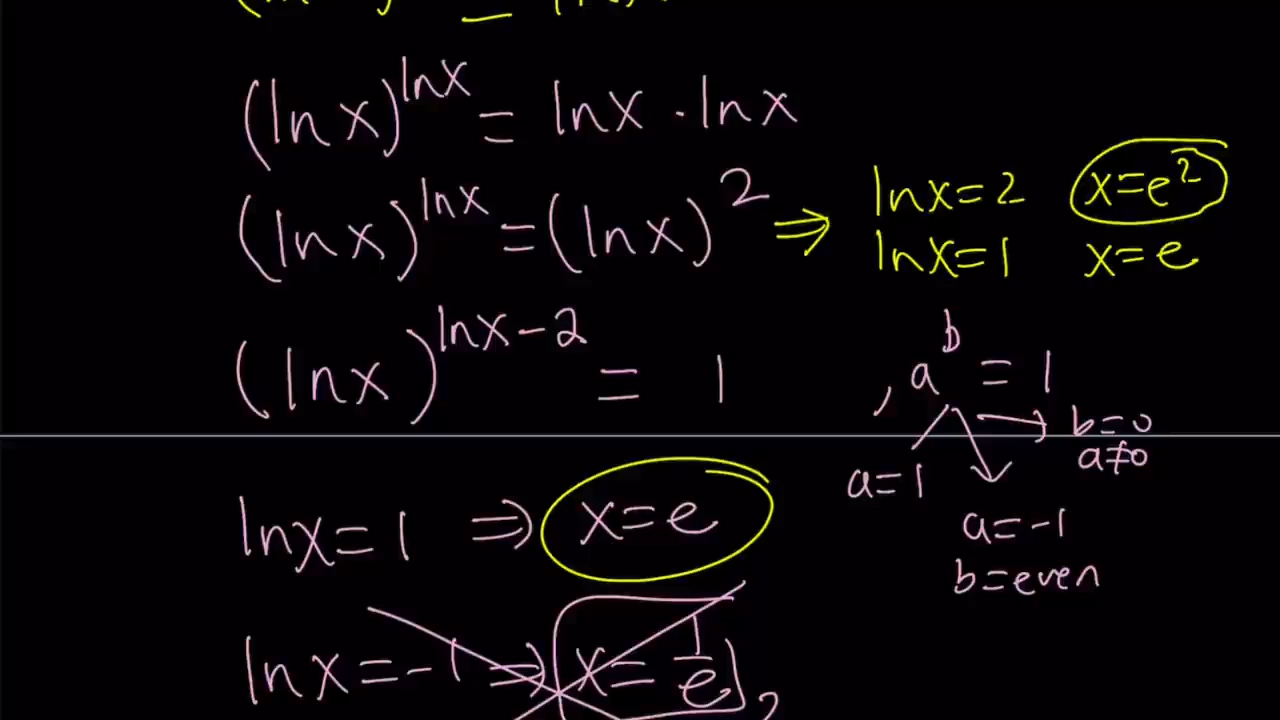 (ln x)^{ln x} = ln x · ln x
(ln x)^{ln x} = (ln x)^2 ⇒ ln x = 2 x = e^2
ln x = 1 x = e
(ln x)^{ln x - 2} = 1 , a^b = 1
b = 0
a ≠ 0
a = 1
a = -1
b = even
ln x = 1 ⇒ x = e
ln x = -1 ⇒ x = 1/e